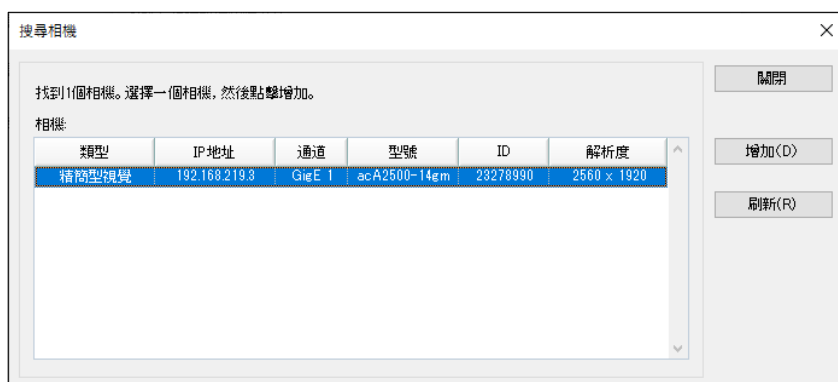 搜尋相機
關閉
找到1個相機。選擇一個相機, 然後點擊增加。
相機:
類型 IP地址 通道 型號 ID 解析度
增加(D)
精簡型視覺 192.168.219.3 GigE 1 acA2500-14gm 23278990 2560 x 1920
刷新(R)